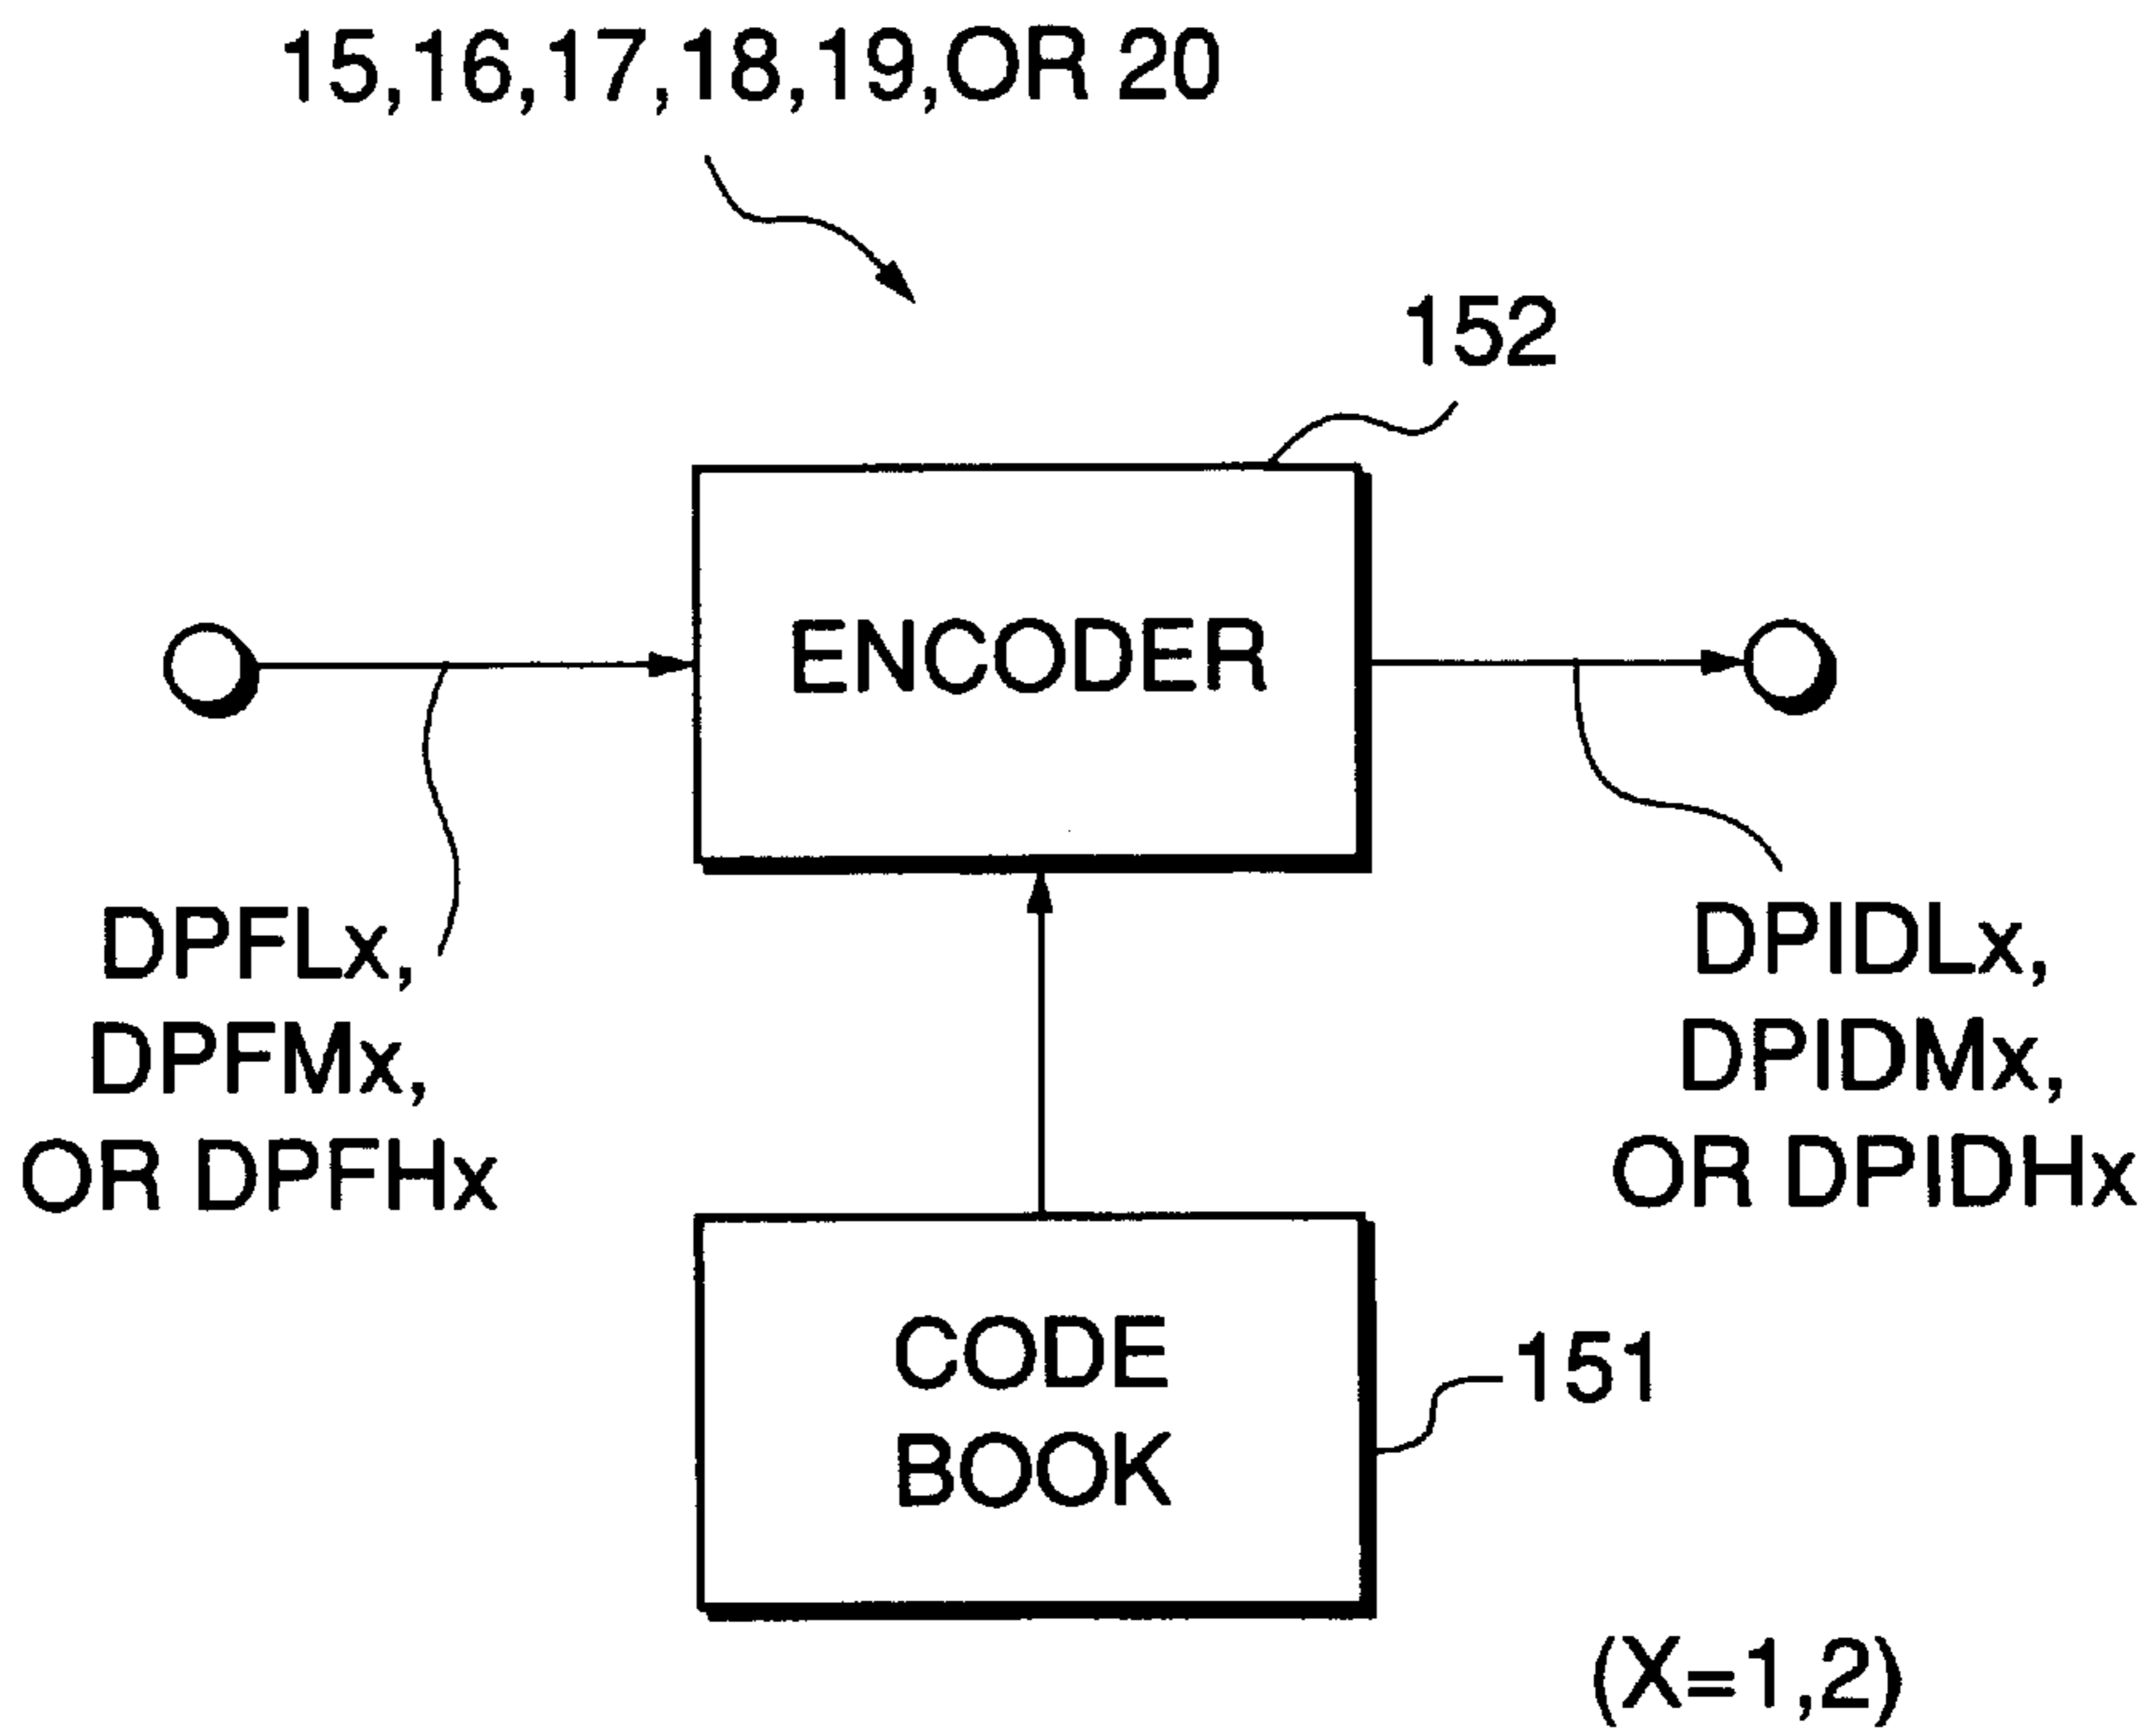 15,16,17,18,19,OR 20
152
ENCODER
DPFLx,
DPFMx,
OR DPFHx
DPIDLx,
DPIDMx,
OR DPIDHx
CODE
BOOK
151
(X=1,2)